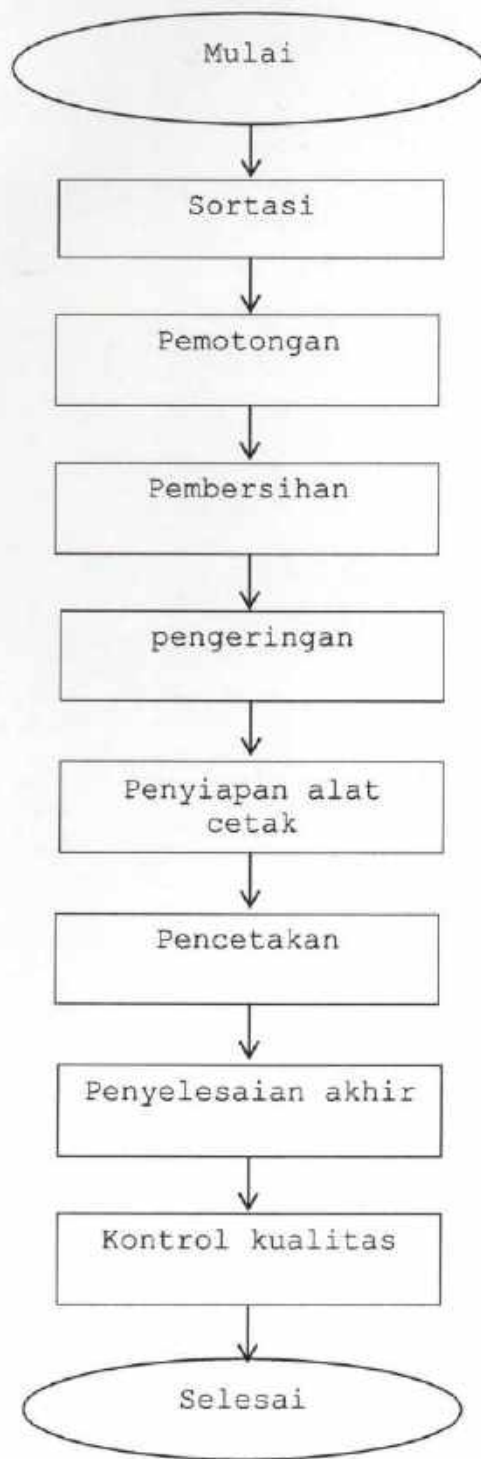 Mulai
Sortasi
Pemotongan
Pembersihan
pengeringan
Penyiapan alat
cetak
Pencetakan
Penyelesaian akhir
Kontrol kualitas
Selesai